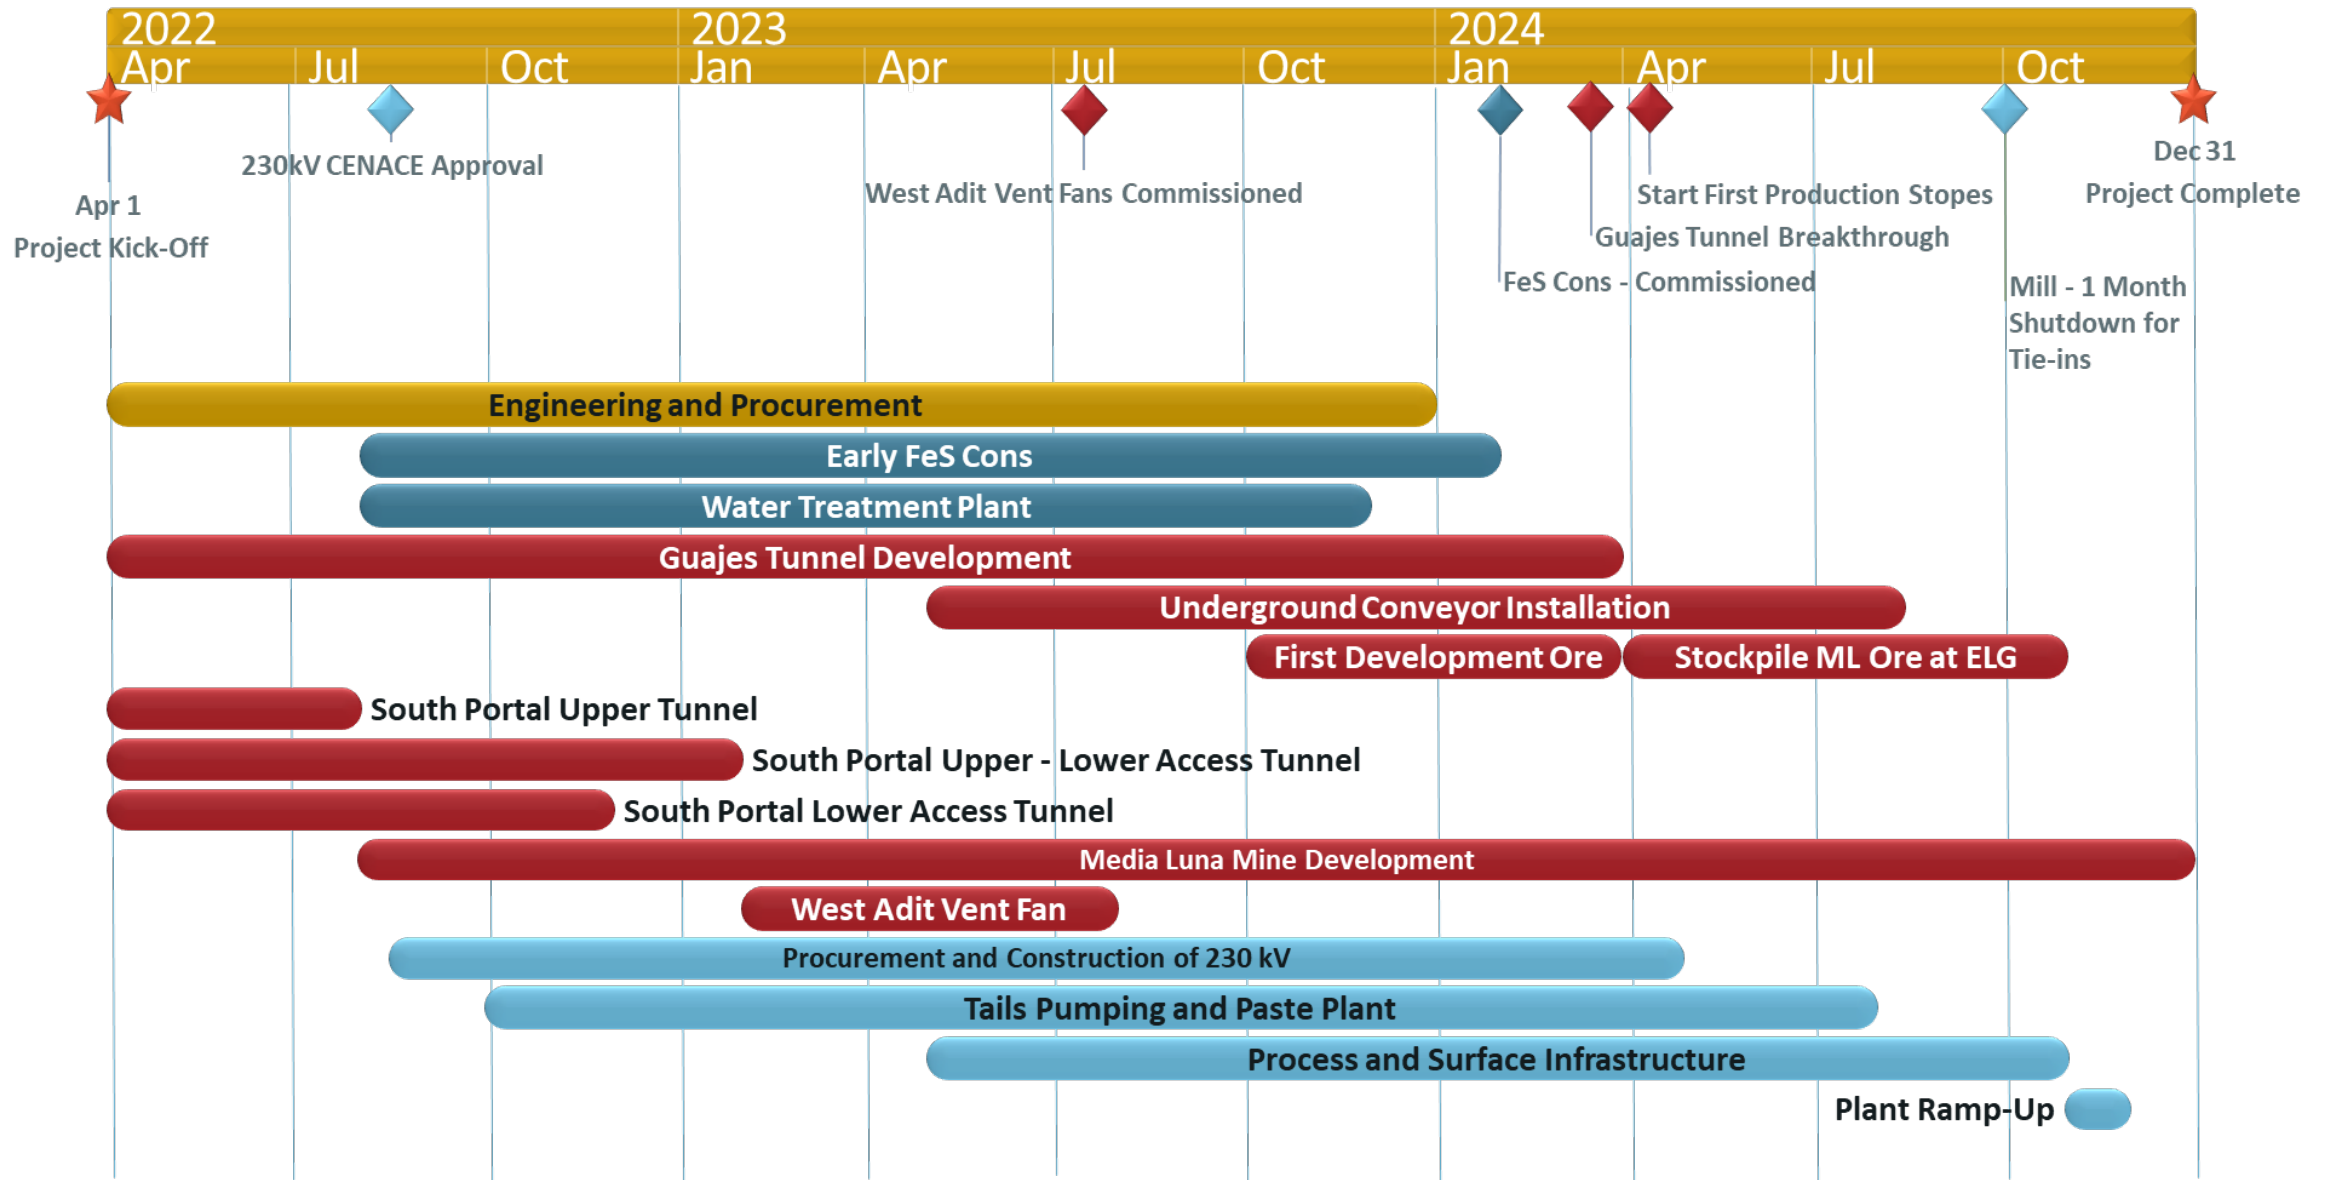 2022 2023 2024
Apr Jul Oct Jan Apr Jul Oct Jan Apr Jul Oct
Apr 1
Project Kick-Off
230kV CENACE Approval
West Adit Vent Fans Commissioned
Start First Production Stopes
Guajes Tunnel Breakthrough
FeS Cons - Commissioned
Dec 31
Project Complete
Mill - 1 Month
Shutdown for
Tie-ins
Engineering and Procurement
Early FeS Cons
Water Treatment Plant
Guajes Tunnel Development
Underground Conveyor Installation
First Development Ore
Stockpile ML Ore at ELG
South Portal Upper Tunnel
South Portal Upper - Lower Access Tunnel
South Portal Lower Access Tunnel
Media Luna Mine Development
West Adit Vent Fan
Procurement and Construction of 230 kV
Tails Pumping and Paste Plant
Process and Surface Infrastructure
Plant Ramp-Up